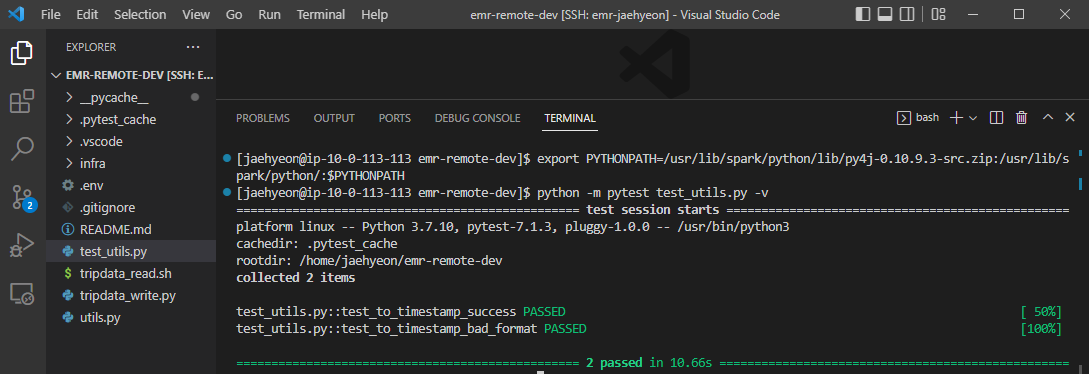 File Edit Selection View Go Run Terminal Help emr-remote-dev [SSH: emr-jaehyeon] - Visual Studio Code
EXPLORER ···
EMR-REMOTE-DEV [SSH: E...
__pycache__
.pytest_cache
.vscode
infra
.env
.gitignore
README.md
test_utils.py
tripdata_read.sh
tripdata_write.py
utils.py
2
PROBLEMS OUTPUT PORTS DEBUG CONSOLE TERMINAL bash
[jaehyeon@ip-10-0-113-113 emr-remote-dev]$ export PYTHONPATH=/usr/lib/spark/python/lib/py4j-0.10.9.3-src.zip:/usr/lib/s
park/python/:$PYTHONPATH
[jaehyeon@ip-10-0-113-113 emr-remote-dev]$ python -m pytest test_utils.py -v
================================================= test session starts =================================================
platform linux -- Python 3.7.10, pytest-7.1.3, pluggy-1.0.0 -- /usr/bin/python3
cachedir: .pytest_cache
rootdir: /home/jaehyeon/emr-remote-dev
collected 2 items
test_utils.py::test_to_timestamp_success PASSED [ 50%]
test_utils.py::test_to_timestamp_bad_format PASSED [100%]
================================================= 2 passed in 10.66s ==================================================